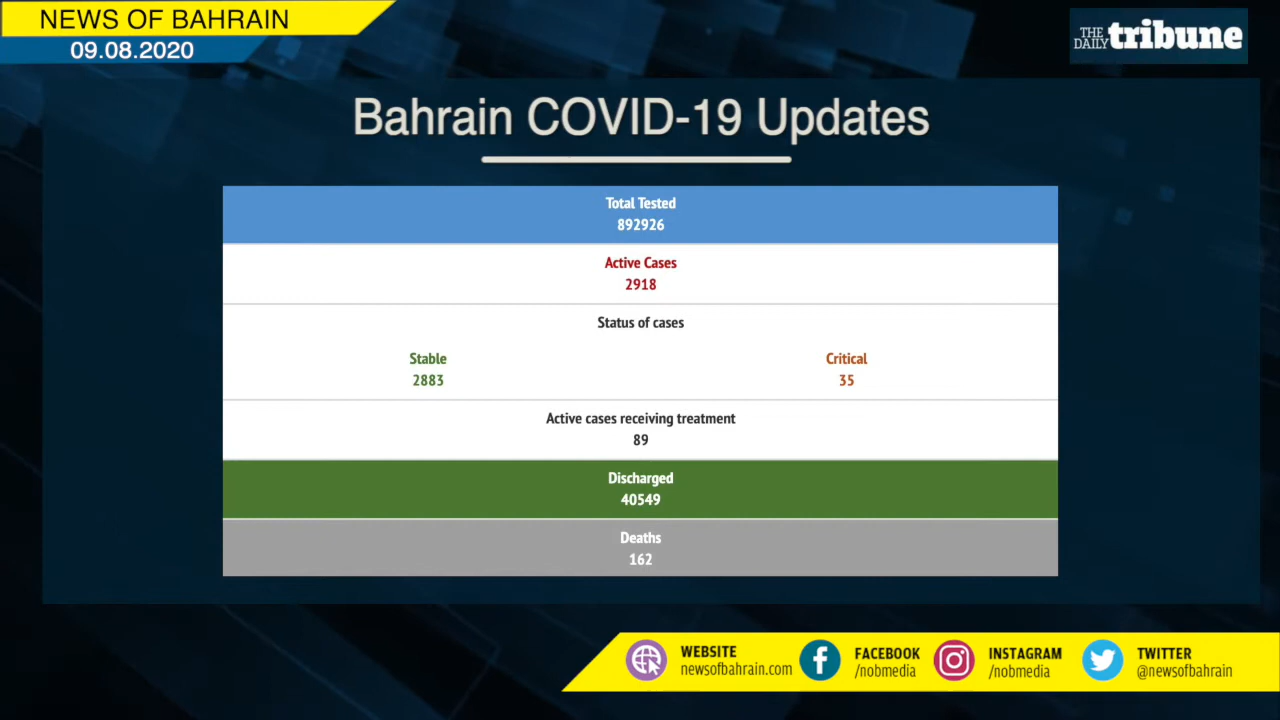 NEWS OF BAHRAIN
09.08.2020
THE DAILY tribune
Bahrain COVID-19 Updates
Total Tested
892926
Active Cases
2918
Status of cases
Stable
2883
Critical
35
Active cases receiving treatment
89
Discharged
40549
Deaths
162
WEBSITE
newsofbahrain.com
FACEBOOK
/nobmedia
INSTAGRAM
/nobmedia
TWITTER
@newsofbahrain